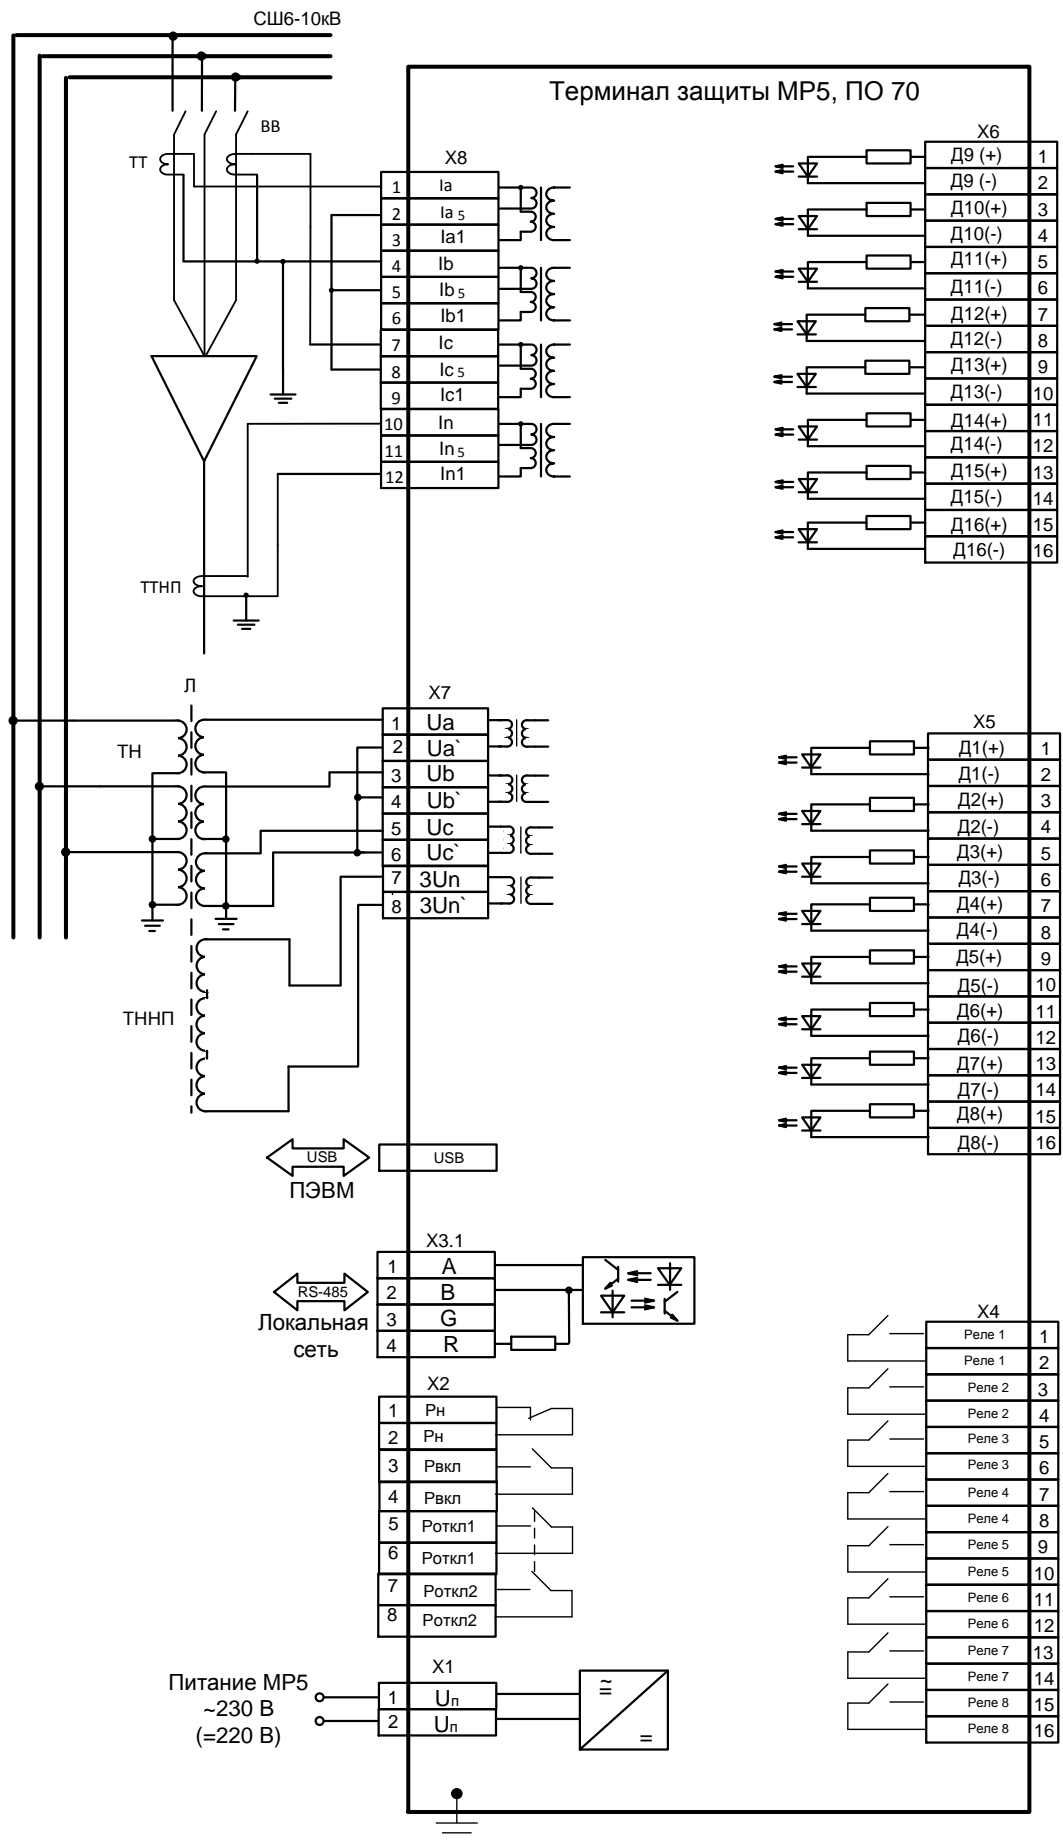 СШ6-10кВ
Терминал защиты МР5, ПО 70
ВВ
ТТ
X8
1 Ia
2 Ia 5
3 Ia1
4 Ib
5 Ib 5
6 Ib1
7 Ic
8 Ic 5
9 Ic1
10 In
11 In 5
12 In1
ТТНП
X6
Д9 (+) 1
Д9 (-) 2
Д10(+) 3
Д10(-) 4
Д11(+) 5
Д11(-) 6
Д12(+) 7
Д12(-) 8
Д13(+) 9
Д13(-) 10
Д14(+) 11
Д14(-) 12
Д15(+) 13
Д15(-) 14
Д16(+) 15
Д16(-) 16
Л
ТН
X7
1 Ua
2 Ua`
3 Ub
4 Ub`
5 Uc
6 Uc`
7 3Un
8 3Un`
ТННП
X5
Д1(+) 1
Д1(-) 2
Д2(+) 3
Д2(-) 4
Д3(+) 5
Д3(-) 6
Д4(+) 7
Д4(-) 8
Д5(+) 9
Д5(-) 10
Д6(+) 11
Д6(-) 12
Д7(+) 13
Д7(-) 14
Д8(+) 15
Д8(-) 16
USB
USB
ПЭВМ
X3.1
1 A
2 B
3 G
4 R
RS-485
Локальная
сеть
X2
1 Рн
2 Рн
3 Рвкл
4 Рвкл
5 Роткл1
6 Роткл1
7 Роткл2
8 Роткл2
X4
Реле 1 1
Реле 1 2
Реле 2 3
Реле 2 4
Реле 3 5
Реле 3 6
Реле 4 7
Реле 4 8
Реле 5 9
Реле 5 10
Реле 6 11
Реле 6 12
Реле 7 13
Реле 7 14
Реле 8 15
Реле 8 16
X1
1 Uп
2 Uп
Питание МР5
~230 В
(=220 В)